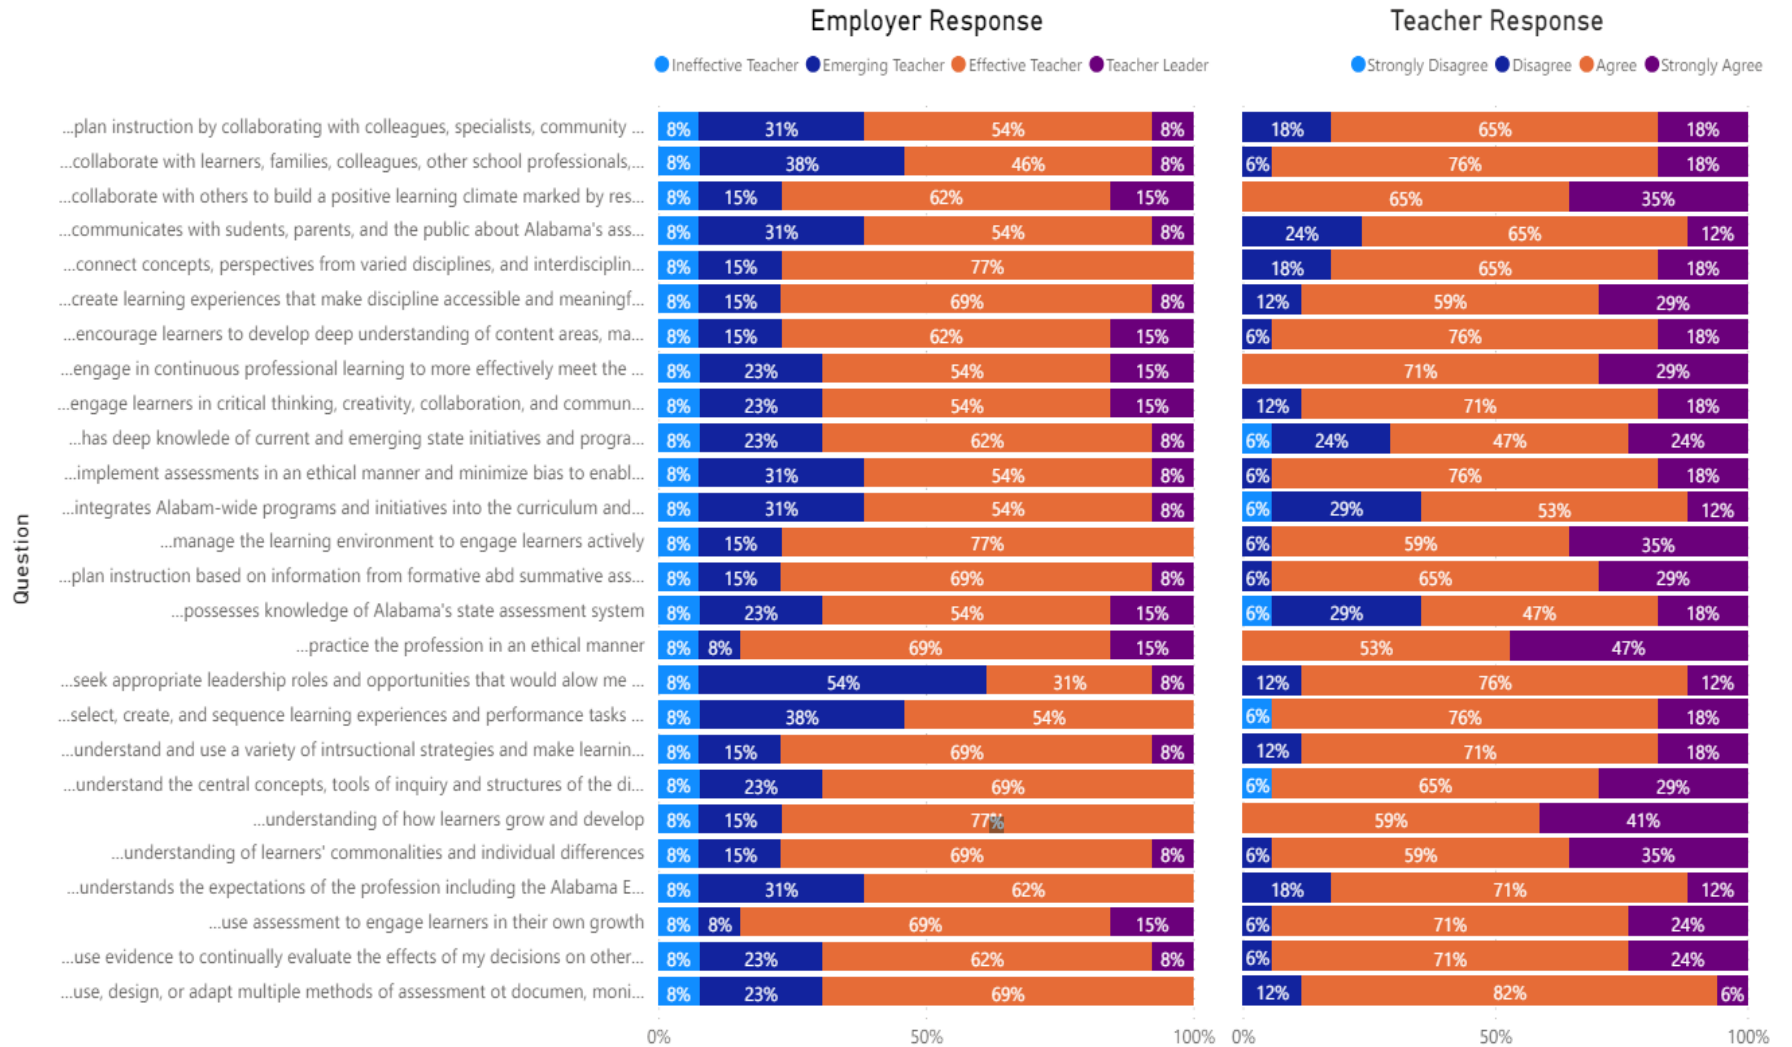 Employer Response Teacher Response
Ineffective Teacher Emerging Teacher Effective Teacher Teacher Leader Strongly Disagree Disagree Agree Strongly Agree
...plan instruction by collaborating with colleagues, specialists, community ... 8% 31% 54% 8% 18% 65% 18%
...collaborate with learners, families, colleagues, other school professionals,... 8% 38% 46% 8% 6% 76% 18%
...collaborate with others to build a positive learning climate marked by res... 8% 15% 62% 15% 65% 35%
...communicates with sudents, parents, and the public about Alabama's ass... 8% 31% 54% 8% 24% 65% 12%
...connect concepts, perspectives from varied disciplines, and interdisciplin... 8% 15% 77% 18% 65% 18%
...create learning experiences that make discipline accessible and meaningf... 8% 15% 69% 8% 12% 59% 29%
...encourage learners to develop deep understanding of content areas, ma... 8% 15% 62% 15% 6% 76% 18%
...engage in continuous professional learning to more effectively meet the ... 8% 23% 54% 15% 71% 29%
...engage learners in critical thinking, creativity, collaboration, and commun... 8% 23% 54% 15% 12% 71% 18%
...has deep knowlede of current and emerging state initiatives and progra... 8% 23% 62% 8% 6% 24% 47% 24%
...implement assessments in an ethical manner and minimize bias to enabl... 8% 31% 54% 8% 6% 76% 18%
...integrates Alabam-wide programs and initiatives into the curriculum and... 8% 31% 54% 8% 6% 29% 53% 12%
...manage the learning environment to engage learners actively 8% 15% 77% 6% 59% 35%
...plan instruction based on information from formative abd summative ass... 8% 15% 69% 8% 6% 65% 29%
...possesses knowledge of Alabama's state assessment system 8% 23% 54% 15% 6% 29% 47% 18%
...practice the profession in an ethical manner 8% 8% 69% 15% 53% 47%
...seek appropriate leadership roles and opportunities that would alow me ... 8% 54% 31% 8% 12% 76% 12%
...select, create, and sequence learning experiences and performance tasks ... 8% 38% 54% 6% 76% 18%
...understand and use a variety of intrsuctional strategies and make learnin... 8% 15% 69% 8% 12% 71% 18%
...understand the central concepts, tools of inquiry and structures of the di... 8% 23% 69% 6% 65% 29%
...understanding of how learners grow and develop 8% 15% 77% 59% 41%
...understanding of learners' commonalities and individual differences 8% 15% 69% 8% 6% 59% 35%
...understands the expectations of the profession including the Alabama E... 8% 31% 62% 18% 71% 12%
...use assessment to engage learners in their own growth 8% 8% 69% 15% 6% 71% 24%
...use evidence to continually evaluate the effects of my decisions on other... 8% 23% 62% 8% 6% 71% 24%
...use, design, or adapt multiple methods of assessment ot documen, moni... 8% 23% 69% 12% 82% 6%
0% 50% 100% 0% 50% 100%
Question